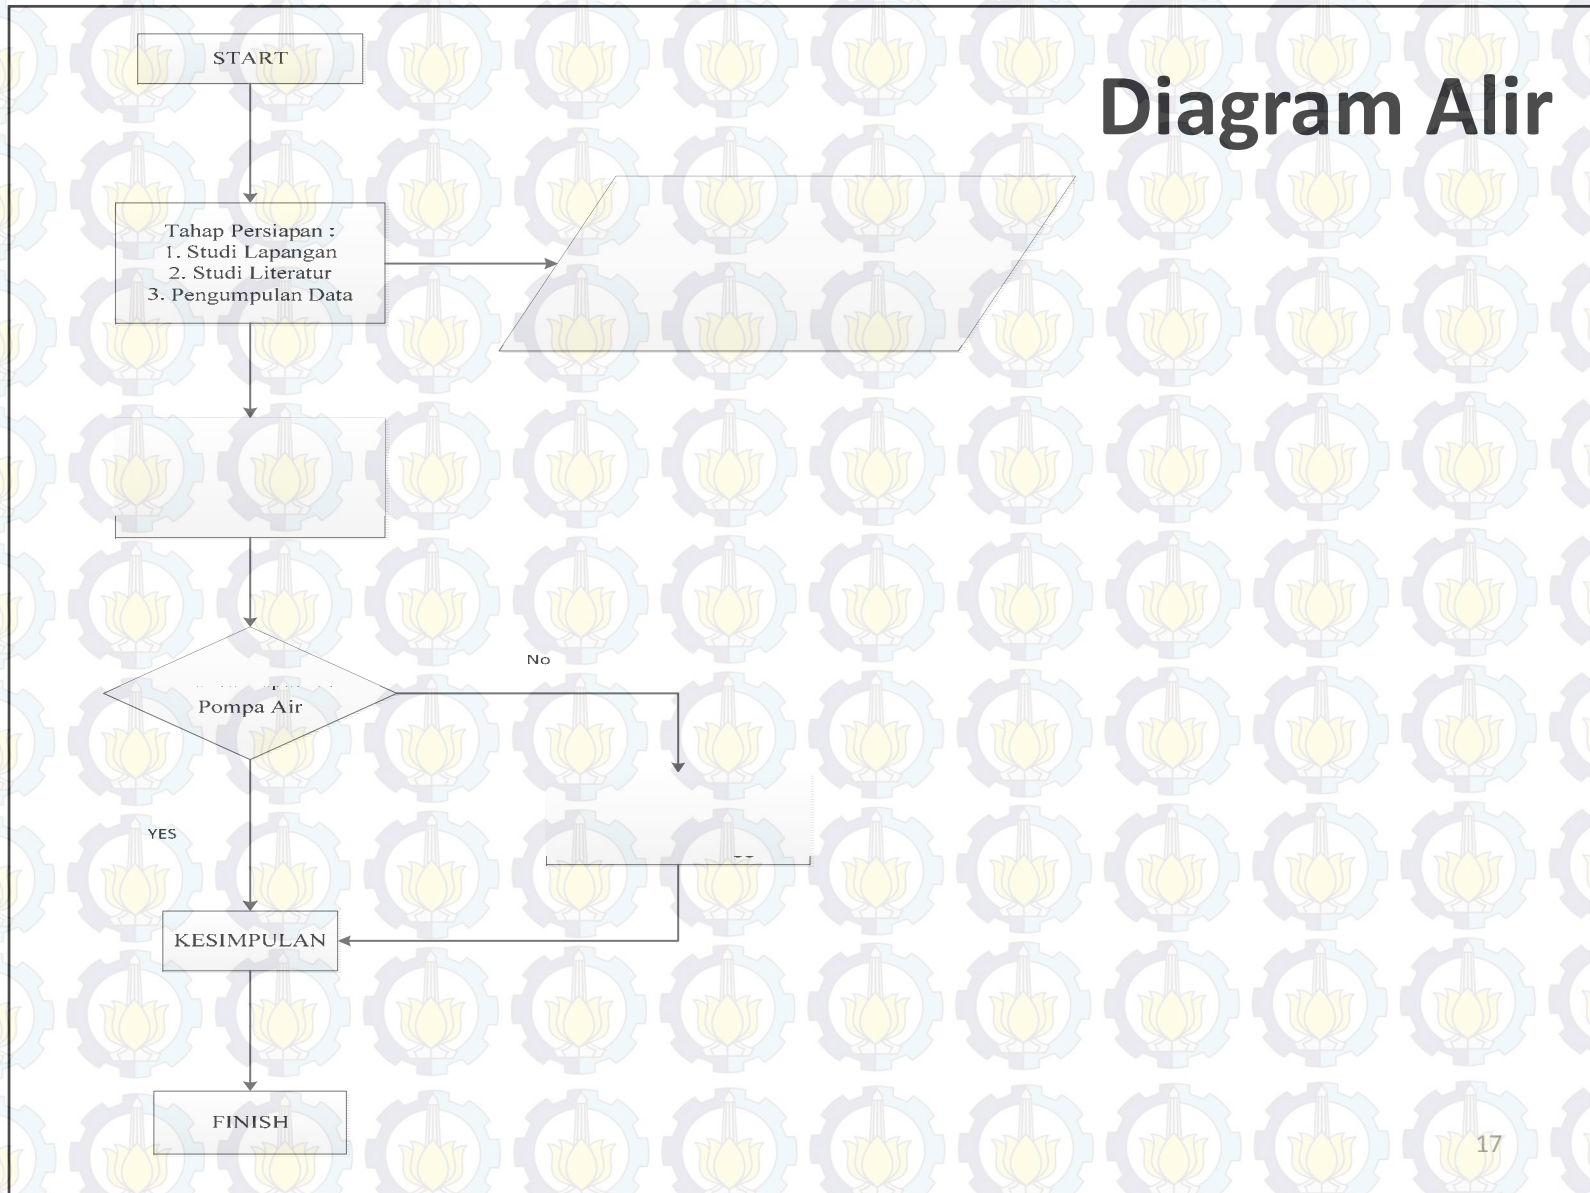 Diagram Alir
START
Tahap Persiapan :
1. Studi Lapangan
2. Studi Literatur
3. Pengumpulan Data
No
Pompa Air
YES
KESIMPULAN
FINISH
17